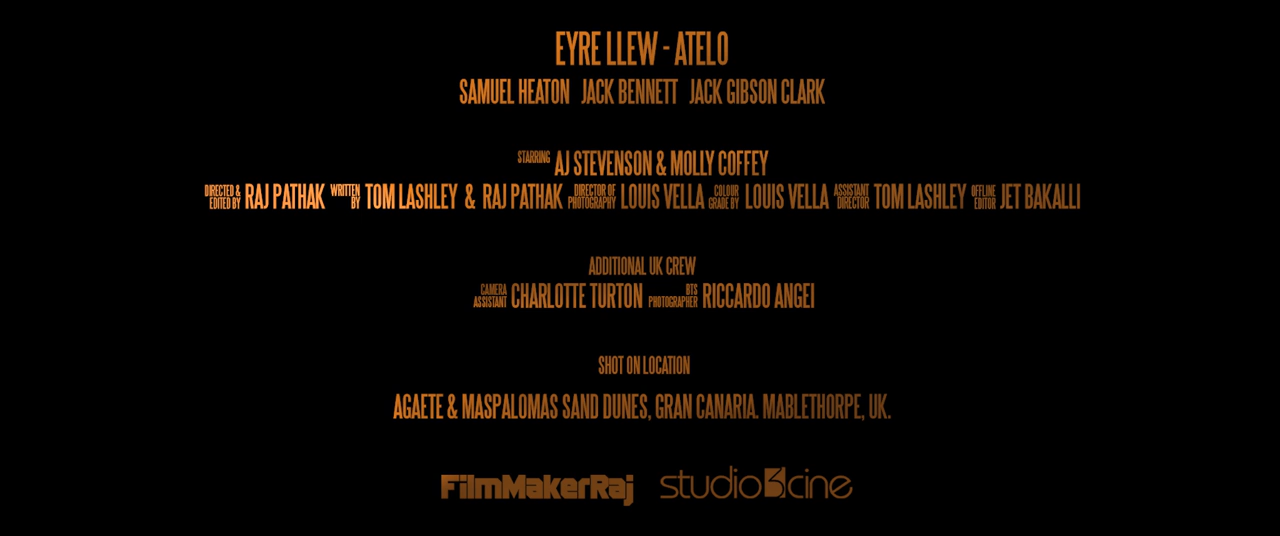 EYRE LLEW - ATELO
SAMUEL HEATON JACK BENNETT JACK GIBSON CLARK
STARRING AJ STEVENSON & MOLLY COFFEY
DIRECTED & EDITED BY RAJ PATHAK WRITTEN BY TOM LASHLEY & RAJ PATHAK DIRECTOR OF PHOTOGRAPHY LOUIS VELLA COLOUR GRADE BY LOUIS VELLA ASSISTANT DIRECTOR TOM LASHLEY OFFLINE EDITOR JET BAKALLI
ADDITIONAL UK CREW
CAMERA ASSISTANT CHARLOTTE TURTON BTS PHOTOGRAPHER RICCARDO ANGEI
SHOT ON LOCATION
AGAETE & MASPALOMAS SAND DUNES, GRAN CANARIA. MABLETHORPE, UK.
FilmMakerRaj studio3cine